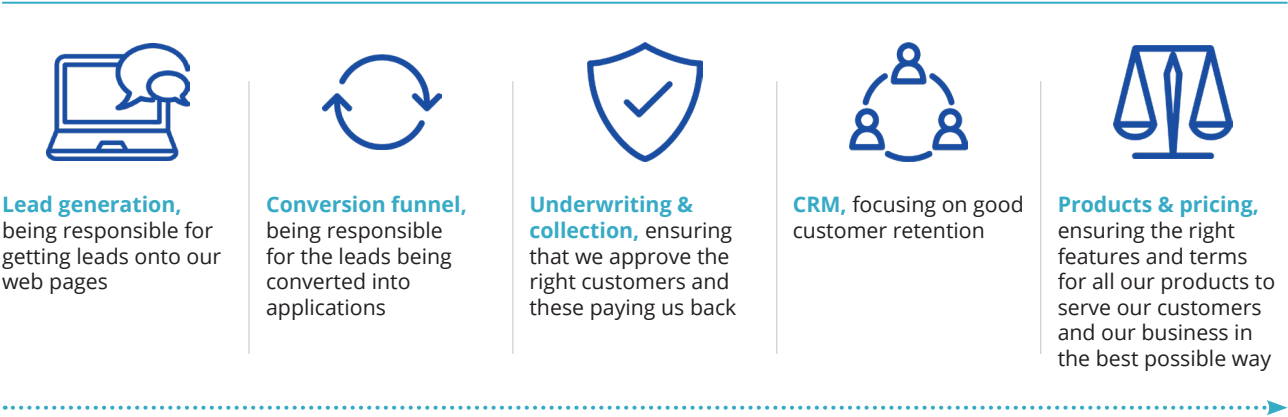 Lead generation,
being responsible for
getting leads onto our
web pages
Conversion funnel,
being responsible
for the leads being
converted into
applications
Underwriting &
collection, ensuring
that we approve the
right customers and
these paying us back
CRM, focusing on good
customer retention
Products & pricing,
ensuring the right
features and terms
for all our products to
serve our customers
and our business in
the best possible way